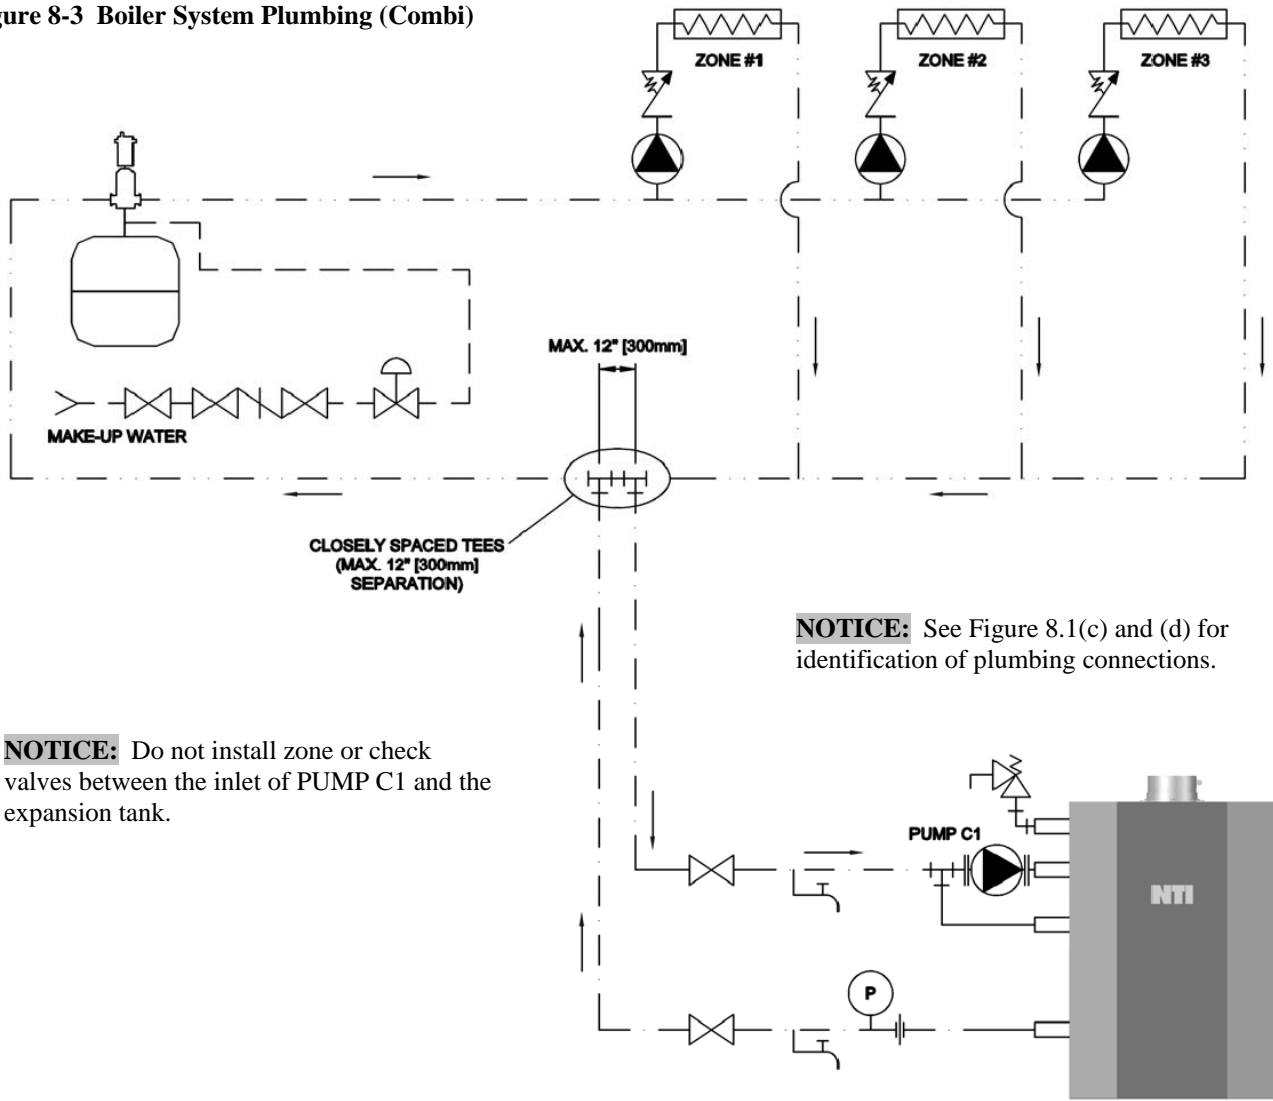 gure 8-3 Boiler System Plumbing (Combi)
ZONE #1
ZONE #2
ZONE #3
MAX. 12" [300mm]
MAKE-UP WATER
CLOSELY SPACED TEES
(MAX. 12" [300mm]
SEPARATION)
NOTICE: See Figure 8.1(c) and (d) for
identification of plumbing connections.
NOTICE: Do not install zone or check
valves between the inlet of PUMP C1 and the
expansion tank.
PUMP C1
NTI
P